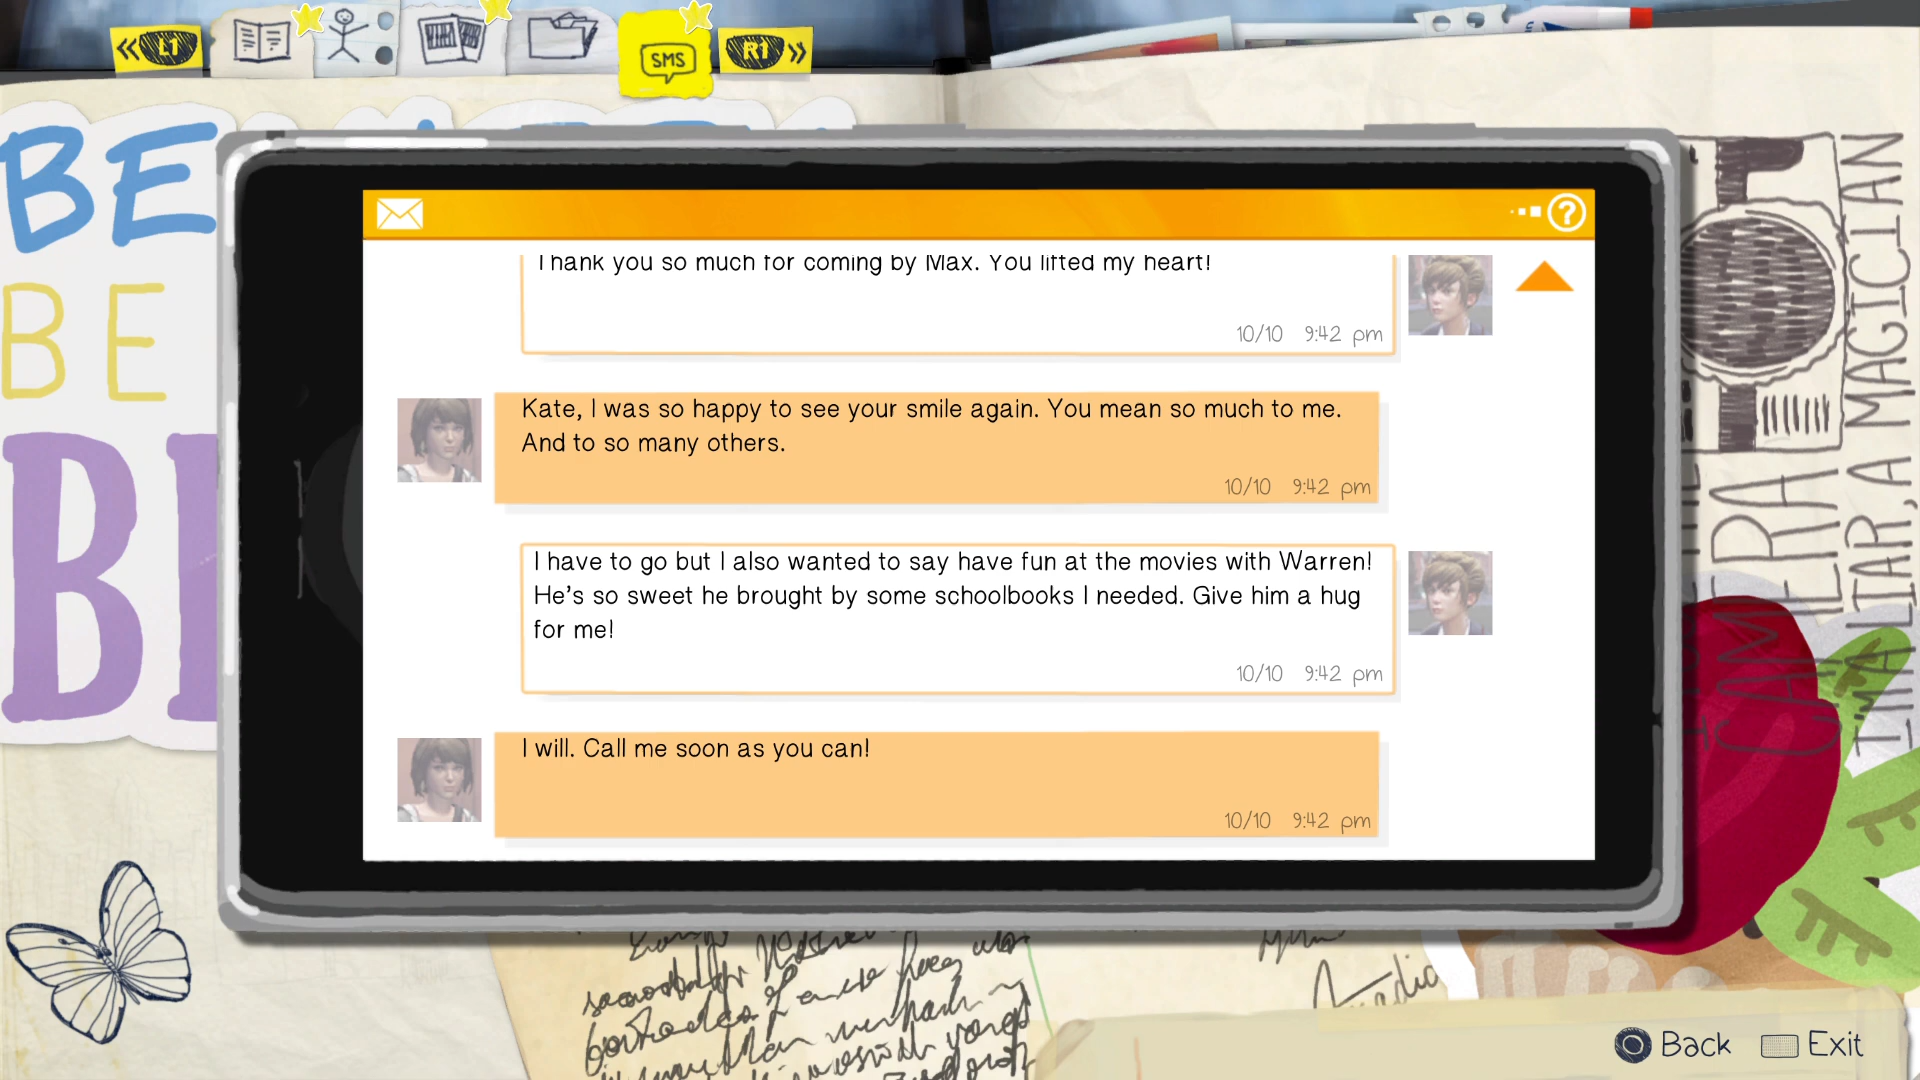 L1
SMS
R1
BE
BE
Thank you so much for coming by Max. You lifted my heart!
10/10 9:42 pm
Kate, I was so happy to see your smile again. You mean so much to me.
And to so many others.
10/10 9:42 pm
I have to go but I also wanted to say have fun at the movies with Warren!
He's so sweet he brought by some schoolbooks I needed. Give him a hug
for me!
10/10 9:42 pm
I will. Call me soon as you can!
10/10 9:42 pm
CAMERA
I'M A LIAR, A MAGICIAN
Back
Exit